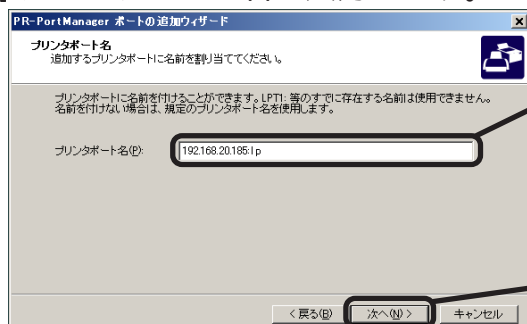 PR-PortManager ポートの追加ウィザード
プリンタポート名
追加するプリンタポートに名前を割り当ててください。
プリンタポートに名前を付けることができます。LPT1: 等のすでに存在する名前は使用できません。
名前を付けない場合は、規定のプリンタポート名を使用します。
プリンタポート名(P):
192.168.20.185:lp
< 戻る(B)
次へ(N) >
キャンセル